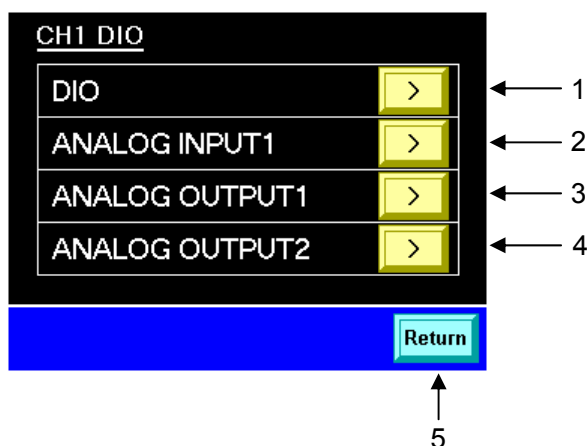 CH1 DIO
DIO > 1
ANALOG INPUT1 > 2
ANALOG OUTPUT1 > 3
ANALOG OUTPUT2 > 4
Return
5